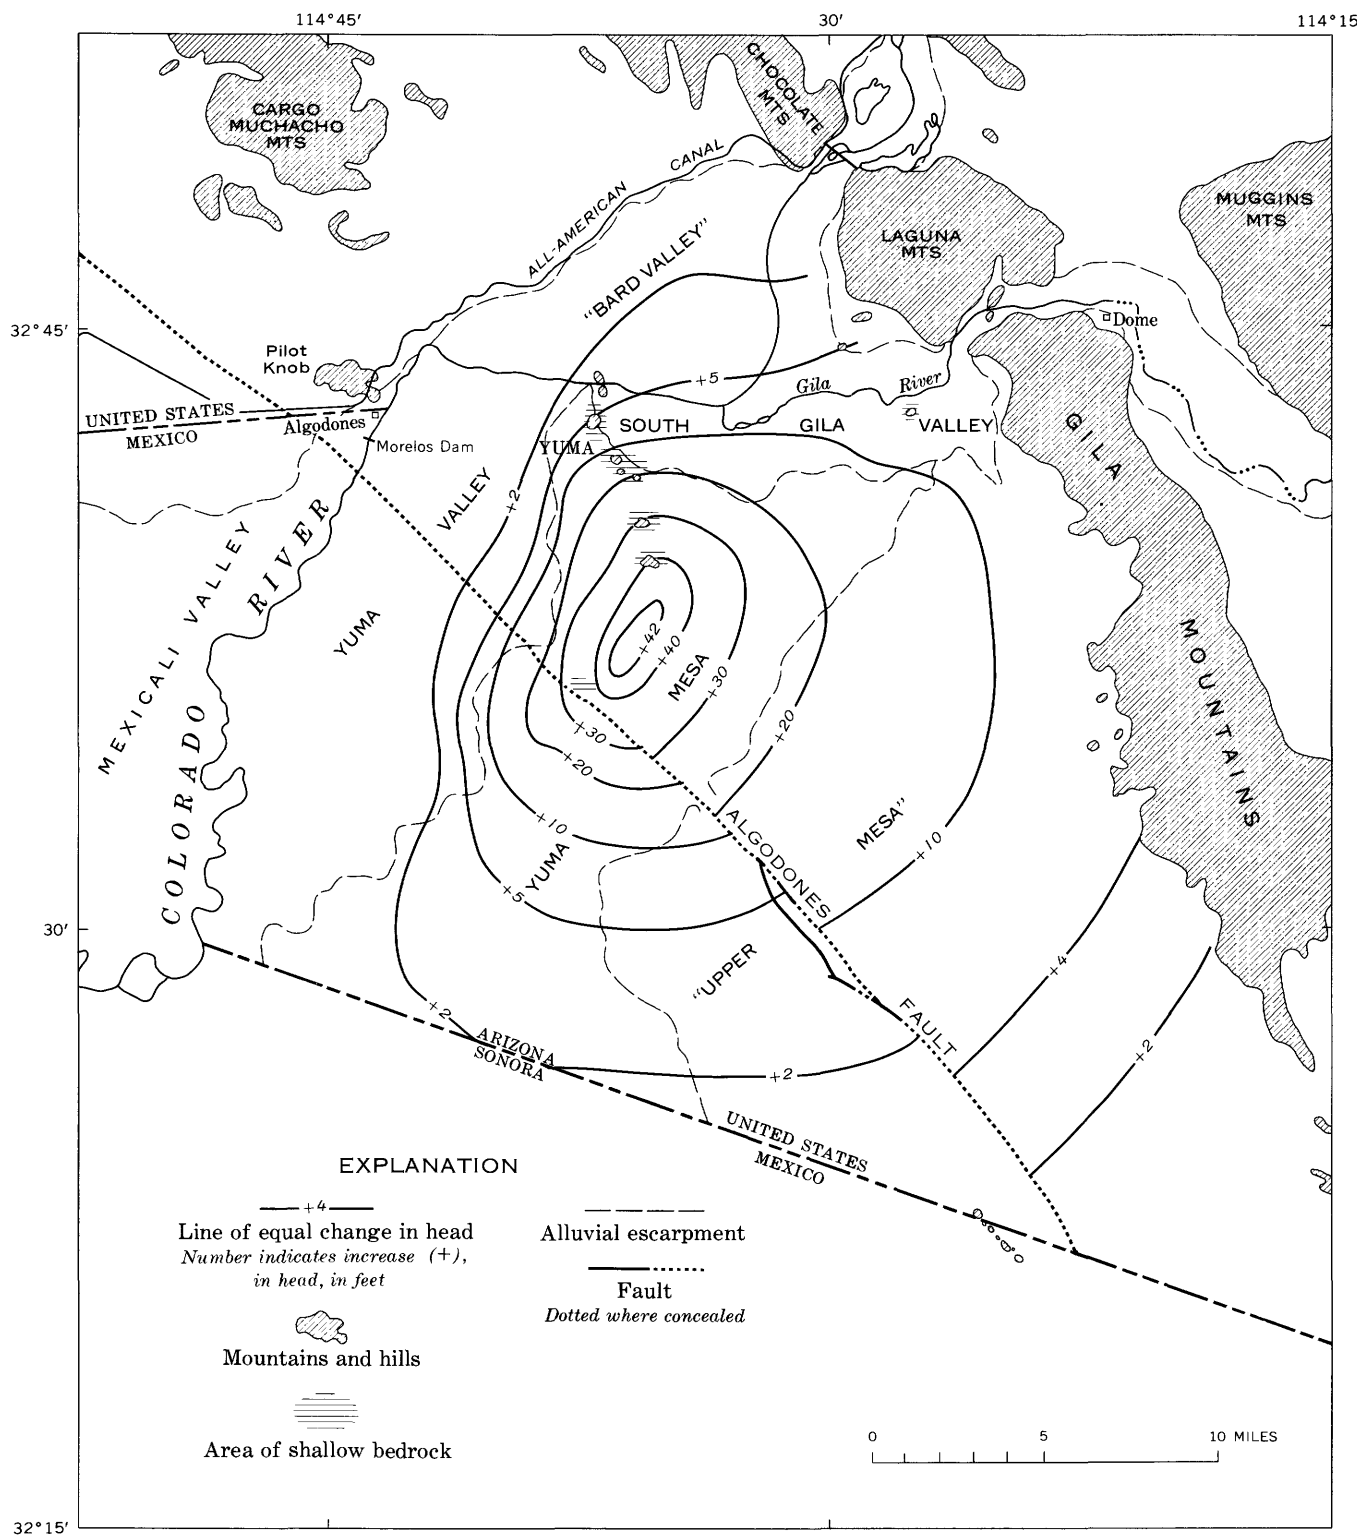 114°45′
30′
114°15
CARGO
MUCHACHO
MTS
CHOCOLATE
MTS
MUGGINS
MTS
LAGUNA
MTS
ALL-AMERICAN CANAL
"BARD VALLEY"
32°45′
Pilot
Knob
Dome
+5
Gila River
UNITED STATES
MEXICO
Algodones
Morelos Dam
YUMA
SOUTH GILA VALLEY
GILA MOUNTAINS
YUMA VALLEY
+2
MEXICALI VALLEY
COLORADO RIVER
+42
+40
+30
+20
YUMA MESA
+30
+20
+10
+5
"UPPER MESA"
+10
ALGODONES FAULT
30′
+4
+2
+2
+2
ARIZONA
SONORA
UNITED STATES
MEXICO
EXPLANATION
+4
Line of equal change in head
Number indicates increase (+),
in head, in feet
Mountains and hills
Area of shallow bedrock
Alluvial escarpment
Fault
Dotted where concealed
0 5 10 MILES
32°15′